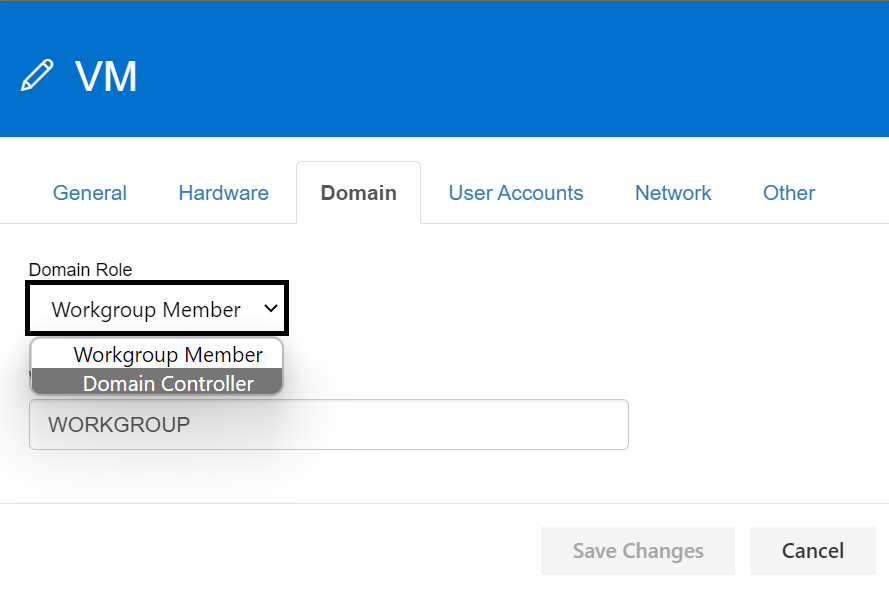 VM
General Hardware Domain User Accounts Network Other
Domain Role
Workgroup Member
Workgroup Member
Domain Controller
WORKGROUP
Save Changes Cancel